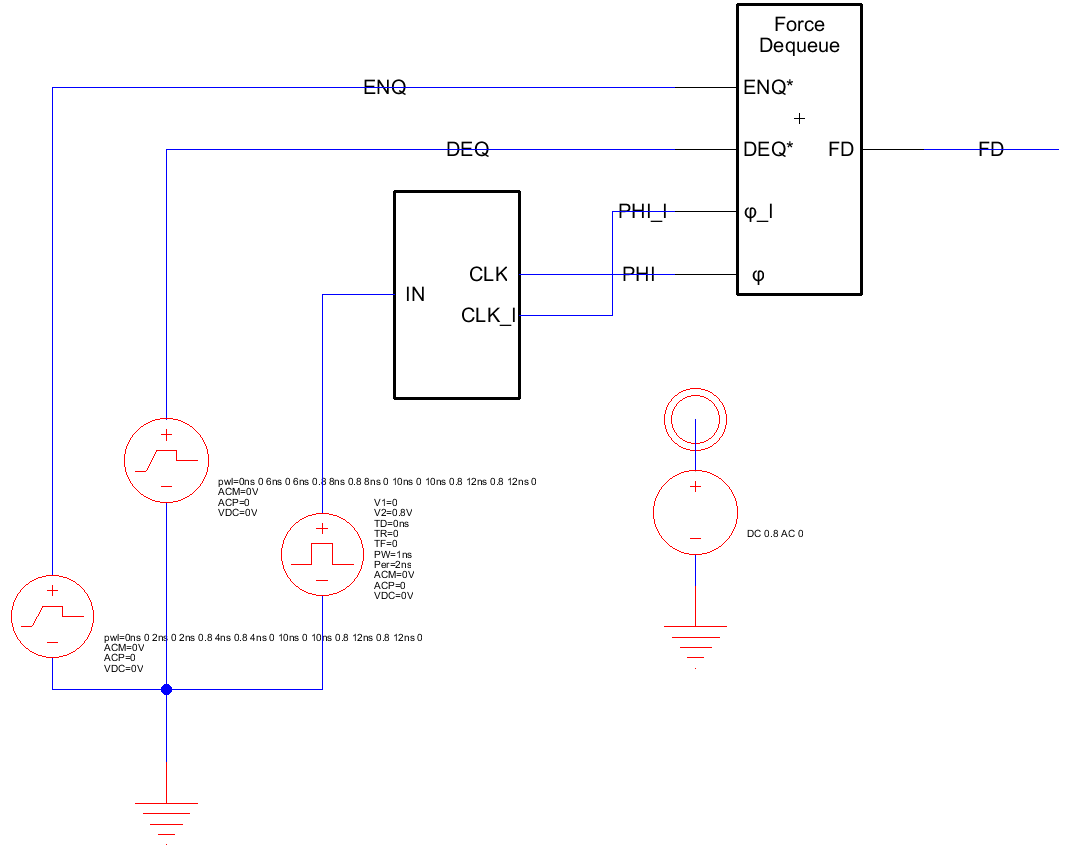 Force
Dequeue
ENQ
ENQ*
DEQ
DEQ*
FD
FD
PHI_I
φ_I
CLK
PHI
φ
IN
CLK_I
pwl=0ns 0 6ns 0 6ns 0.8 8ns 0.8 8ns 0 10ns 0 10ns 0.8 12ns 0.8 12ns 0
ACM=0V
ACP=0
VDC=0V
V1=0
V2=0.8V
TD=0ns
TR=0
TF=0
PW=1ns
Per=2ns
ACM=0V
ACP=0
VDC=0V
DC 0.8 AC 0
pwl=0ns 0 2ns 0 2ns 0.8 4ns 0.8 4ns 0 10ns 0 10ns 0.8 12ns 0.8 12ns 0
ACM=0V
ACP=0
VDC=0V